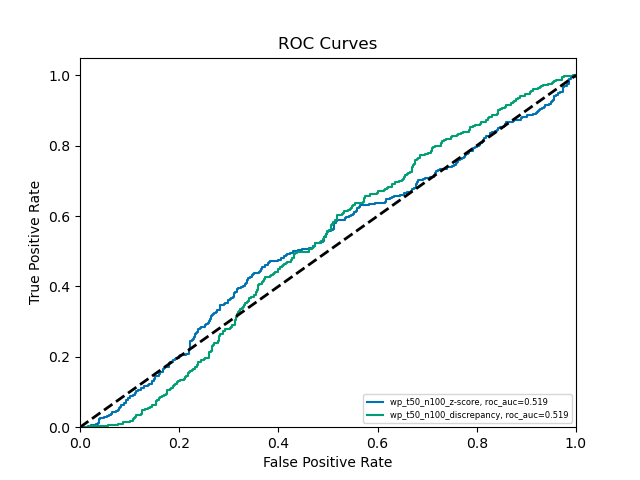 ROC Curves
True Positive Rate
1.0
0.8
0.6
0.4
0.2
0.0
0.0 0.2 0.4 0.6 0.8 1.0
False Positive Rate
wp_t50_n100_z-score, roc_auc=0.519
wp_t50_n100_discrepancy, roc_auc=0.519